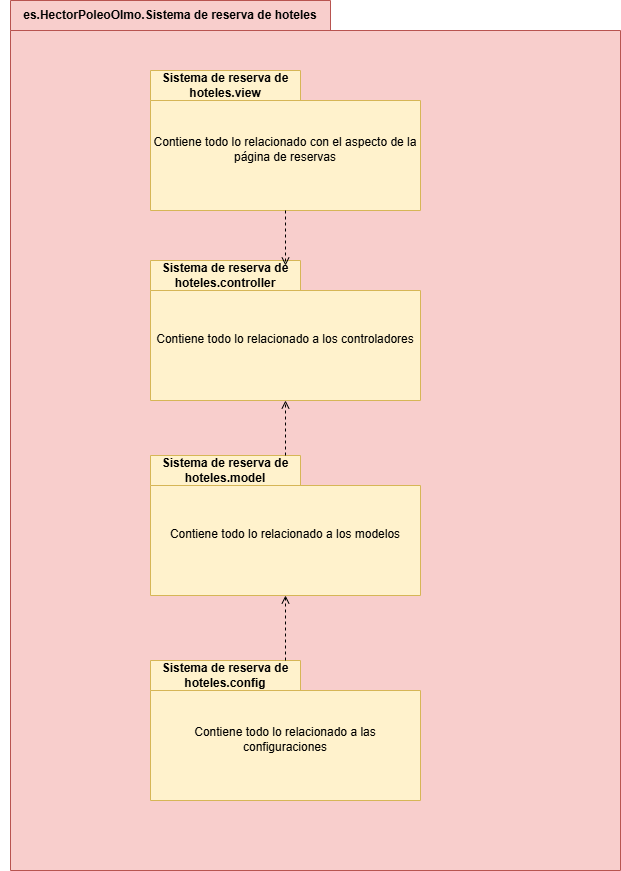 es.HectorPoleoOlmo.Sistema de reserva de hoteles
Sistema de reserva de
hoteles.view
Contiene todo lo relacionado con el aspecto de la
página de reservas
Sistema de reserva de
hoteles.controller
Contiene todo lo relacionado a los controladores
Sistema de reserva de
hoteles.model
Contiene todo lo relacionado a los modelos
Sistema de reserva de
hoteles.config
Contiene todo lo relacionado a las
configuraciones